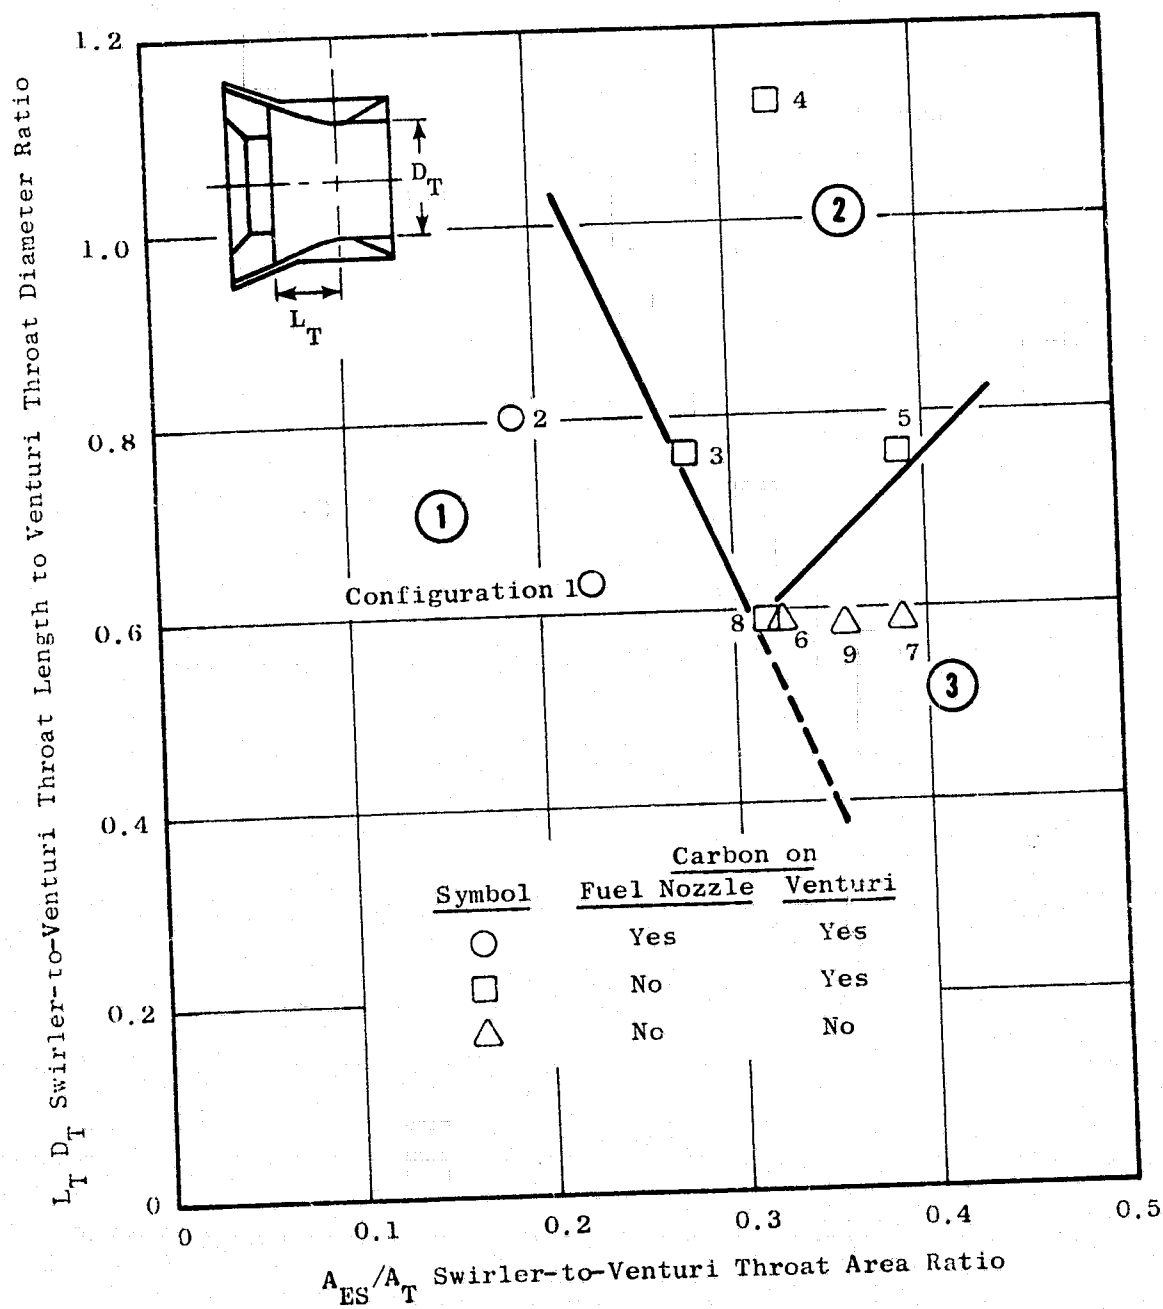 L_T D_T Swirler-to-Venturi Throat Length to Venturi Throat Diameter Ratio
1.2
1.0
0.8
0.6
0.4
0.2
0
D_T
L_T
4
2
2
5
3
1
Configuration 1
8
6
9
7
3
Carbon on
Symbol Fuel Nozzle Venturi
Yes Yes
No Yes
No No
0 0.1 0.2 0.3 0.4 0.5
A_ES/A_T Swirler-to-Venturi Throat Area Ratio